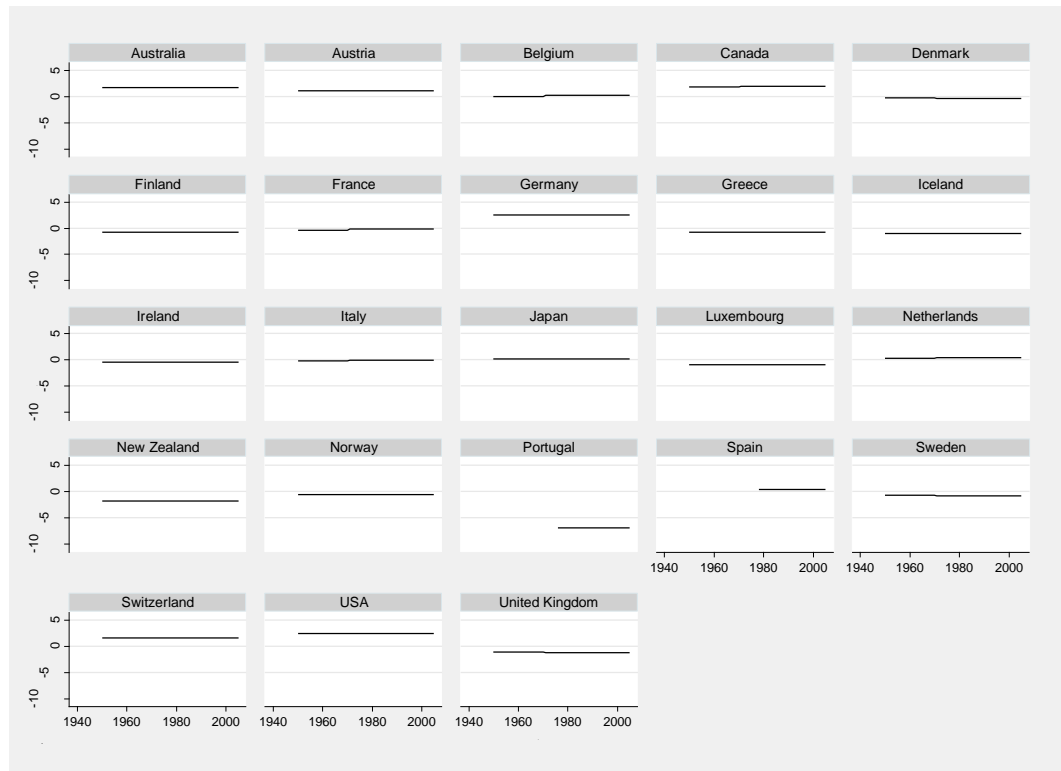 Australia Austria Belgium Canada Denmark
5
0
-5
-10
Finland France Germany Greece Iceland
5
0
-5
-10
Ireland Italy Japan Luxembourg Netherlands
5
0
-5
-10
New Zealand Norway Portugal Spain Sweden
5
0
-5
-10
1940 1960 1980 2000 1940 1960 1980 2000
Switzerland USA United Kingdom
5
0
-5
-10
1940 1960 1980 2000 1940 1960 1980 2000 1940 1960 1980 2000